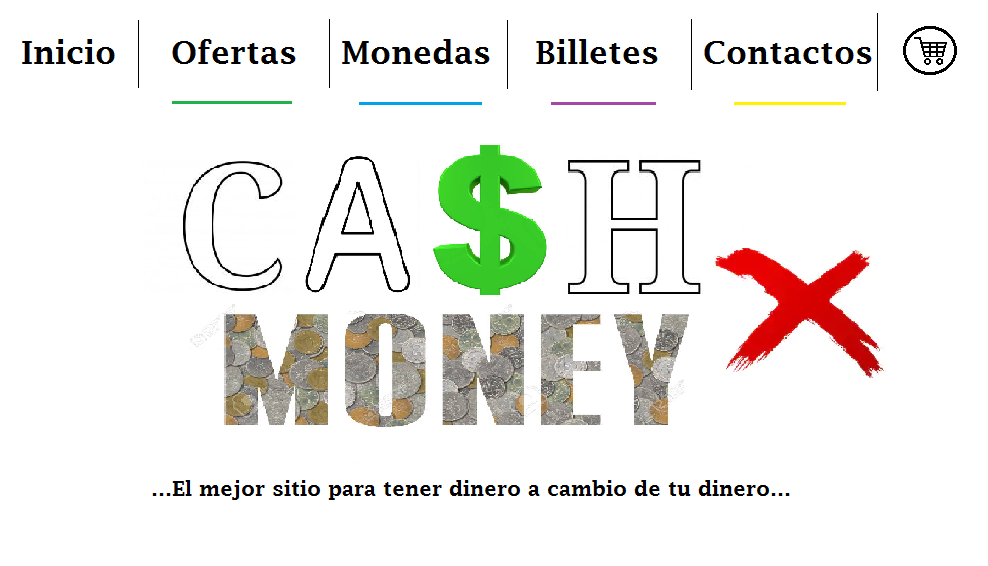 Inicio Ofertas Monedas Billetes Contactos
CA$H
MONEY
...El mejor sitio para tener dinero a cambio de tu dinero...